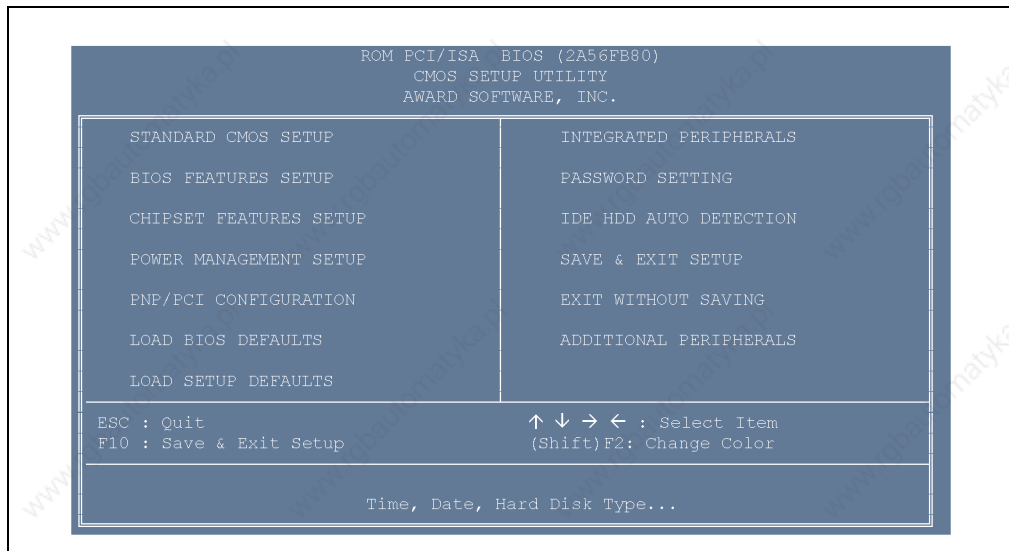 ROM PCI/ISA BIOS (2A56FB80)
CMOS SETUP UTILITY
AWARD SOFTWARE, INC.
STANDARD CMOS SETUP
BIOS FEATURES SETUP
CHIPSET FEATURES SETUP
POWER MANAGEMENT SETUP
PNP/PCI CONFIGURATION
LOAD BIOS DEFAULTS
LOAD SETUP DEFAULTS
INTEGRATED PERIPHERALS
PASSWORD SETTING
IDE HDD AUTO DETECTION
SAVE & EXIT SETUP
EXIT WITHOUT SAVING
ADDITIONAL PERIPHERALS
ESC : Quit
F10 : Save & Exit Setup
↑ ↓ → ← : Select Item
(Shift)F2: Change Color
Time, Date, Hard Disk Type...
www.rgbautomatyka.pl